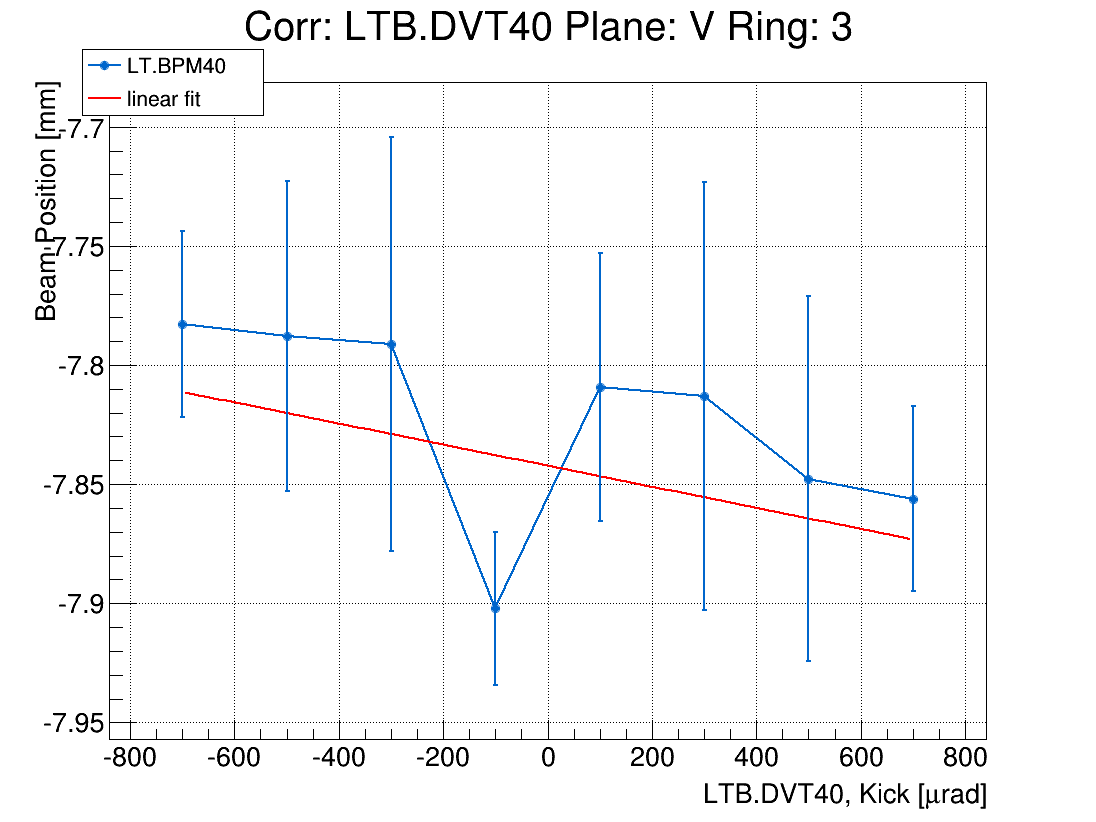 Corr: LTB.DVT40 Plane: V Ring: 3
LT.BPM40
linear fit
Beam Position [mm]
-7.7
-7.75
-7.8
-7.85
-7.9
-7.95
-800 -600 -400 -200 0 200 400 600 800
LTB.DVT40, Kick [μrad]